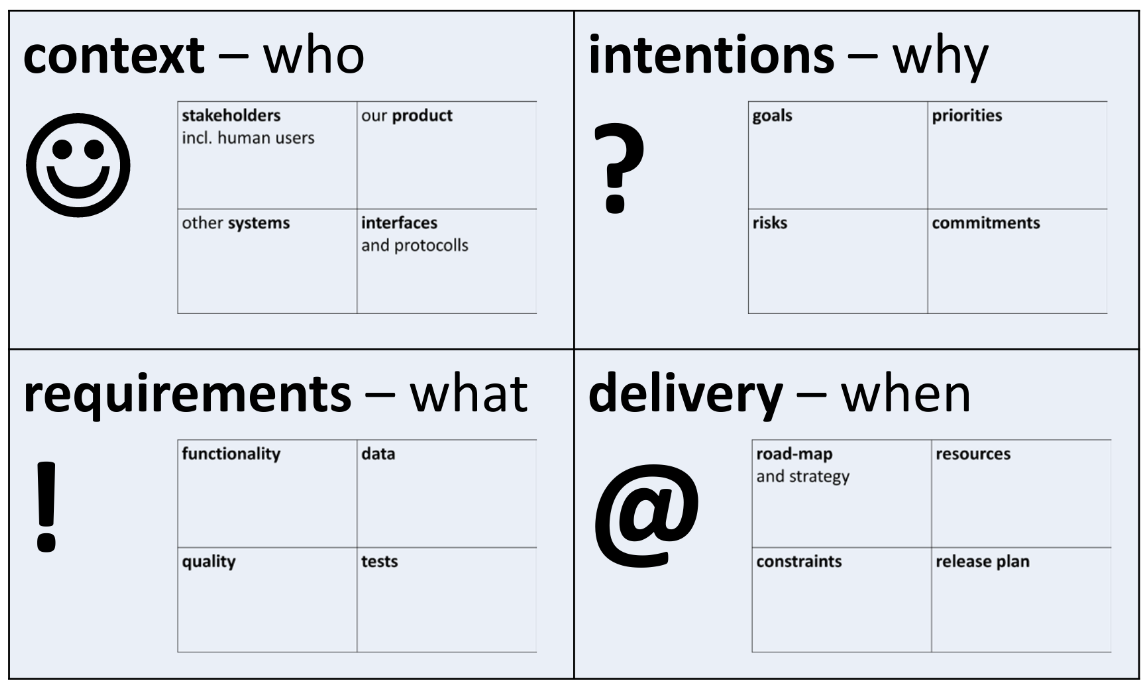 context – who
stakeholders
incl. human users
our product
other systems
interfaces
and protocolls
intentions – why
?
goals
priorities
risks
commitments
requirements – what
!
functionality
data
quality
tests
delivery – when
@
road-map
and strategy
resources
constraints
release plan